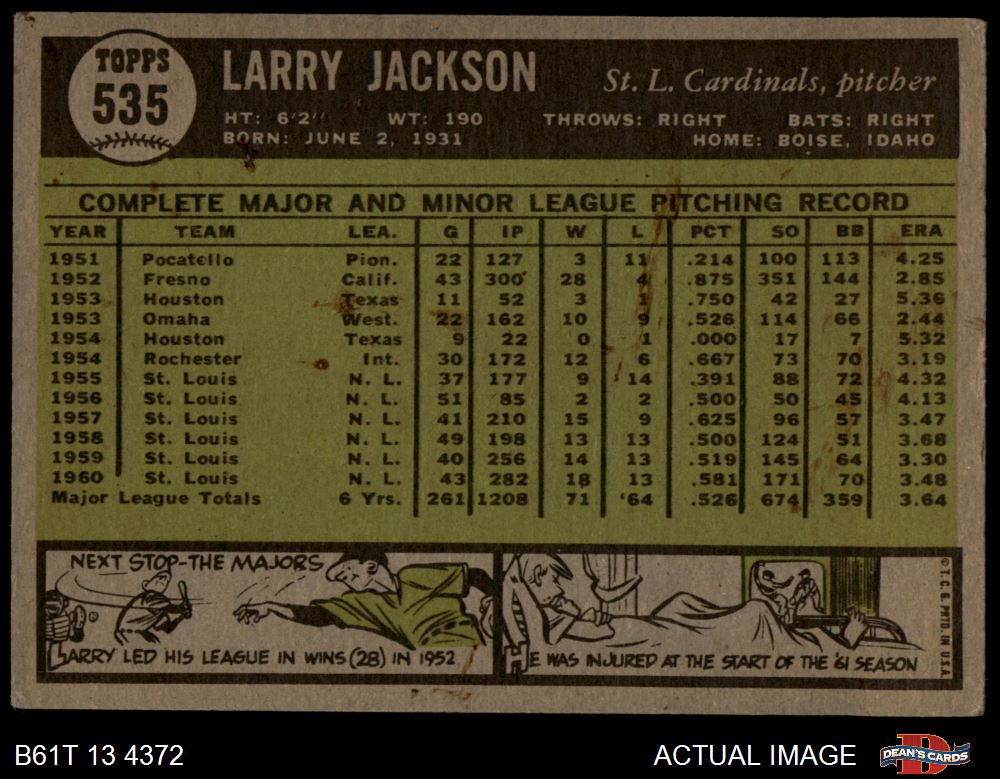 TOPPS
535
LARRY JACKSON
St. L. Cardinals, pitcher
HT: 6'2" WT: 190 THROWS: RIGHT BATS: RIGHT
BORN: JUNE 2, 1931 HOME: BOISE, IDAHO
COMPLETE MAJOR AND MINOR LEAGUE PITCHING RECORD
YEAR TEAM LEA. G IP W L PCT SO BB ERA
1951 Pocatello Pion. 22 127 3 11 .214 100 113 4.25
1952 Fresno Calif. 43 300 28 4 .875 351 144 2.85
1953 Houston Texas 11 52 3 1 .750 42 27 5.36
1953 Omaha West. 22 162 10 9 .526 114 66 2.44
1954 Houston Texas 9 22 0 1 .000 17 7 5.32
1954 Rochester Int. 30 172 12 6 .667 73 70 3.19
1955 St. Louis N. L. 37 177 9 14 .391 88 72 4.32
1956 St. Louis N. L. 51 85 2 2 .500 50 45 4.13
1957 St. Louis N. L. 41 210 15 9 .625 96 57 3.47
1958 St. Louis N. L. 49 198 13 13 .500 124 51 3.68
1959 St. Louis N. L. 40 256 14 13 .519 145 64 3.30
1960 St. Louis N. L. 43 282 18 13 .581 171 70 3.48
Major League Totals 6 Yrs. 261 1208 71 64 .526 674 359 3.64
NEXT STOP-THE MAJORS
LARRY LED HIS LEAGUE IN WINS (28) IN 1952
HE WAS INJURED AT THE START OF THE '61 SEASON
© T. C. G. PRTD. IN U.S.A.
B61T 13 4372 ACTUAL IMAGE DEAN'S CARDS